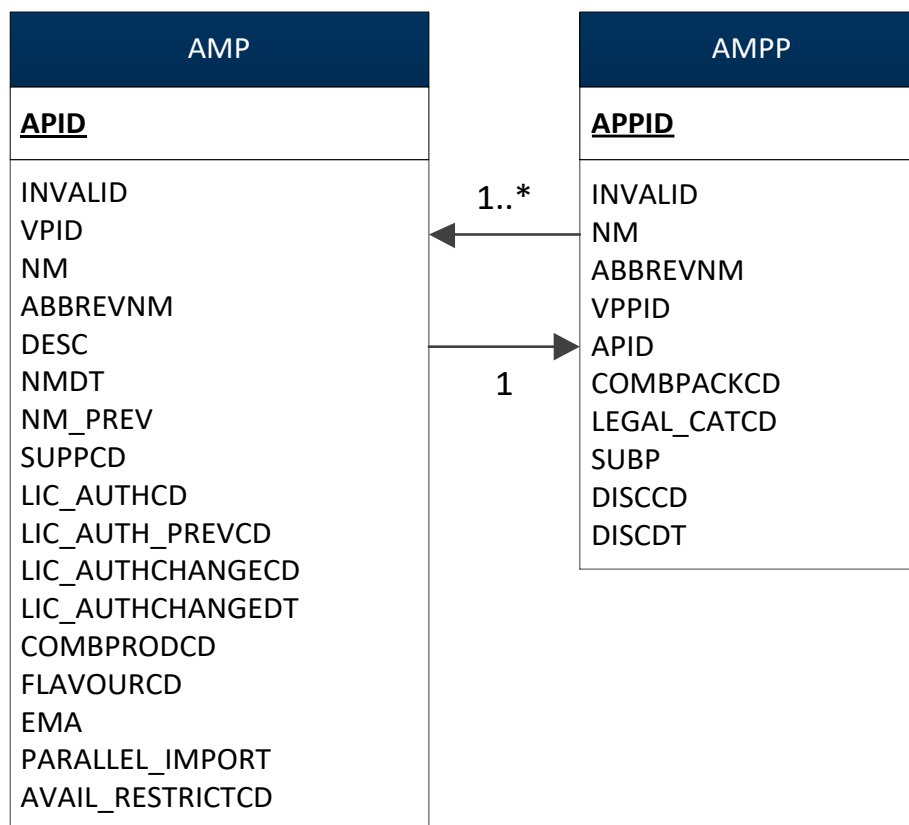 AMP
APID
INVALID
VPID
NM
ABBREVNM
DESC
NMDT
NM_PREV
SUPPCD
LIC_AUTHCD
LIC_AUTH_PREVCD
LIC_AUTHCHANGECD
LIC_AUTHCHANGEDT
COMBPRODCD
FLAVOURCD
EMA
PARALLEL_IMPORT
AVAIL_RESTRICTCD
1..*
1
AMPP
APPID
INVALID
NM
ABBREVNM
VPPID
APID
COMBPACKCD
LEGAL_CATCD
SUBP
DISCCD
DISCDT